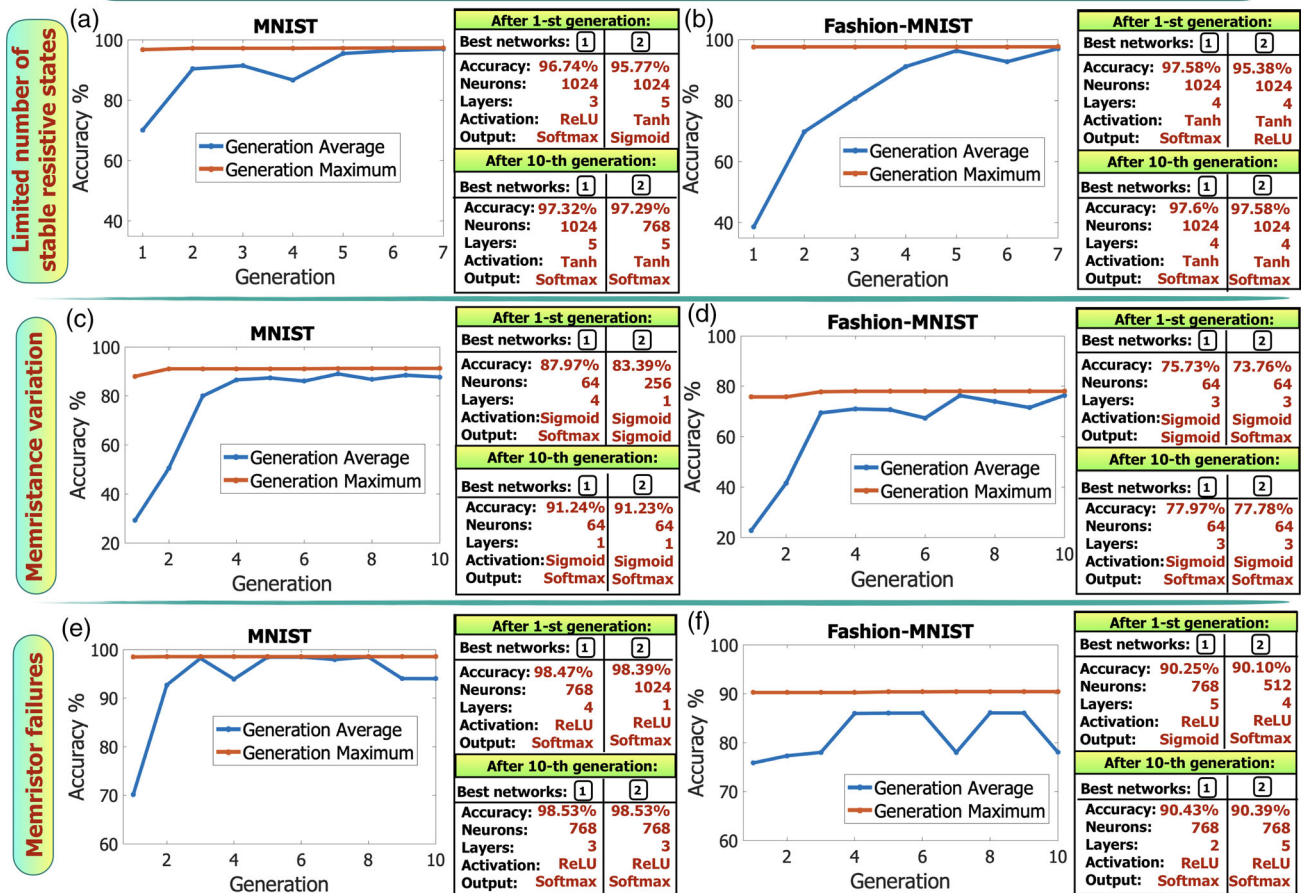 Limited number of
stable resistive states
(a)
MNIST
Accuracy %
100
80
60
40
1 2 3 4 5 6 7
Generation
Generation Average
Generation Maximum
After 1-st generation:
Best networks: 1 2
Accuracy: 96.74% 95.77%
Neurons: 1024 1024
Layers: 3 5
Activation: ReLU Tanh
Output: Softmax Sigmoid
After 10-th generation:
Best networks: 1 2
Accuracy: 97.32% 97.29%
Neurons: 1024 768
Layers: 5 5
Activation: Tanh Tanh
Output: Softmax Softmax
(b)
Fashion-MNIST
Accuracy %
100
80
60
40
1 2 3 4 5 6 7
Generation
Generation Average
Generation Maximum
After 1-st generation:
Best networks: 1 2
Accuracy: 97.58% 95.38%
Neurons: 1024 1024
Layers: 4 4
Activation: Tanh Tanh
Output: Softmax ReLU
After 10-th generation:
Best networks: 1 2
Accuracy: 97.6% 97.58%
Neurons: 1024 1024
Layers: 4 4
Activation: Tanh Tanh
Output: Softmax Softmax
Memristance variation
(c)
MNIST
Accuracy %
100
80
60
40
20
2 4 6 8 10
Generation
Generation Average
Generation Maximum
After 1-st generation:
Best networks: 1 2
Accuracy: 87.97% 83.39%
Neurons: 64 256
Layers: 4 1
Activation: Sigmoid Sigmoid
Output: Softmax Sigmoid
After 10-th generation:
Best networks: 1 2
Accuracy: 91.24% 91.23%
Neurons: 64 64
Layers: 1 1
Activation: Sigmoid Sigmoid
Output: Softmax Softmax
(d)
Fashion-MNIST
Accuracy %
100
80
60
40
20
2 4 6 8 10
Generation
Generation Average
Generation Maximum
After 1-st generation:
Best networks: 1 2
Accuracy: 75.73% 73.76%
Neurons: 64 64
Layers: 3 3
Activation: Sigmoid Sigmoid
Output: Sigmoid Softmax
After 10-th generation:
Best networks: 1 2
Accuracy: 77.97% 77.78%
Neurons: 64 64
Layers: 3 3
Activation: Sigmoid Sigmoid
Output: Softmax Softmax
Memristor failures
(e)
MNIST
Accuracy %
100
90
80
70
60
2 4 6 8 10
Generation
Generation Average
Generation Maximum
After 1-st generation:
Best networks: 1 2
Accuracy: 98.47% 98.39%
Neurons: 768 1024
Layers: 4 1
Activation: ReLU ReLU
Output: Softmax Softmax
After 10-th generation:
Best networks: 1 2
Accuracy: 98.53% 98.53%
Neurons: 768 768
Layers: 3 3
Activation: ReLU ReLU
Output: Softmax Softmax
(f)
Fashion-MNIST
Accuracy %
100
90
80
70
60
2 4 6 8 10
Generation
Generation Average
Generation Maximum
After 1-st generation:
Best networks: 1 2
Accuracy: 90.25% 90.10%
Neurons: 768 512
Layers: 5 4
Activation: ReLU ReLU
Output: Sigmoid Softmax
After 10-th generation:
Best networks: 1 2
Accuracy: 90.43% 90.39%
Neurons: 768 768
Layers: 2 5
Activation: ReLU ReLU
Output: Softmax Softmax